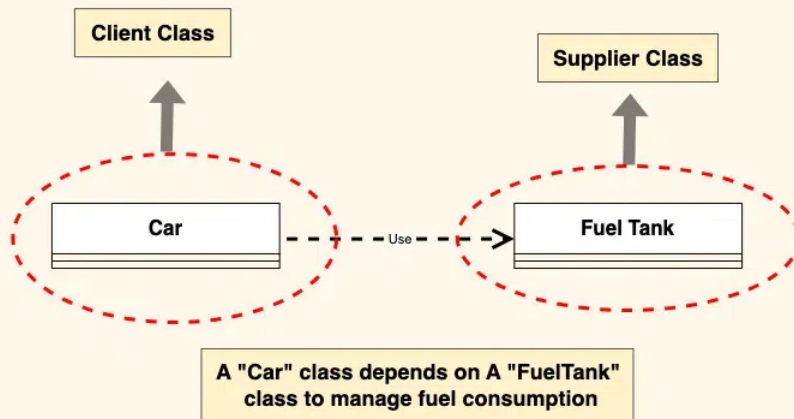 Client Class
Supplier Class
Car
Use
Fuel Tank
A "Car" class depends on A "FuelTank"
class to manage fuel consumption